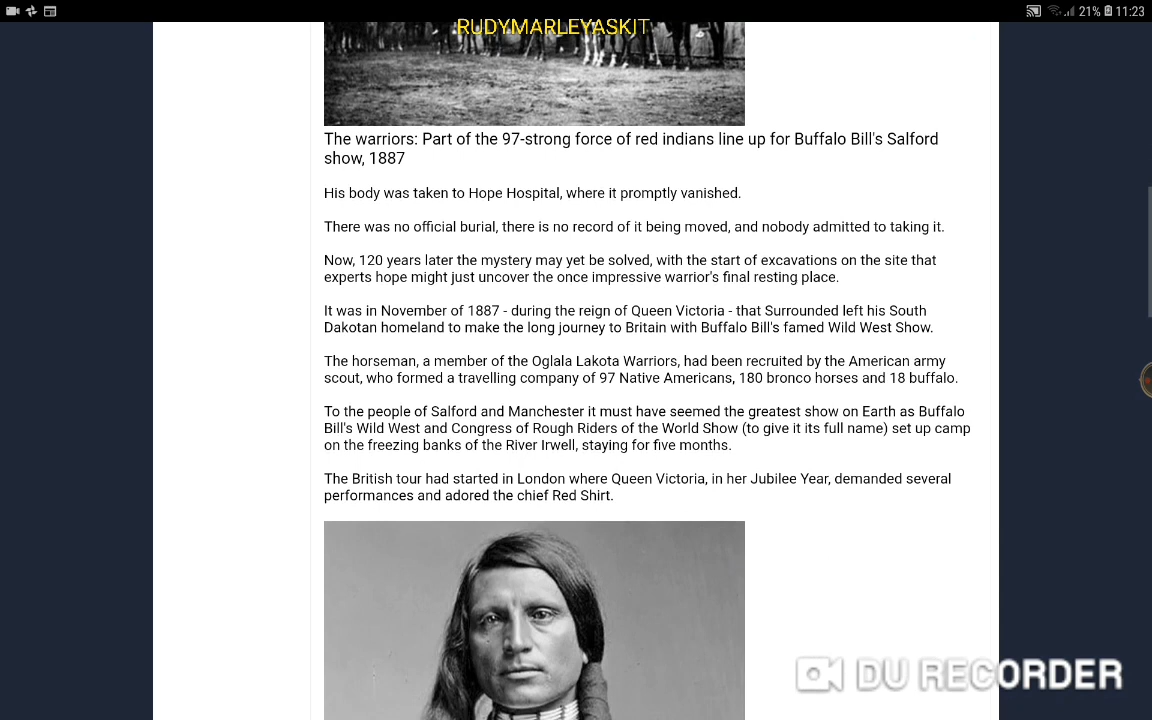 21% 11:23
RUDYMARLEYASKIT
The warriors: Part of the 97-strong force of red indians line up for Buffalo Bill's Salford
show, 1887
His body was taken to Hope Hospital, where it promptly vanished.
There was no official burial, there is no record of it being moved, and nobody admitted to taking it.
Now, 120 years later the mystery may yet be solved, with the start of excavations on the site that
experts hope might just uncover the once impressive warrior's final resting place.
It was in November of 1887 - during the reign of Queen Victoria - that Surrounded left his South
Dakotan homeland to make the long journey to Britain with Buffalo Bill's famed Wild West Show.
The horseman, a member of the Oglala Lakota Warriors, had been recruited by the American army
scout, who formed a travelling company of 97 Native Americans, 180 bronco horses and 18 buffalo.
To the people of Salford and Manchester it must have seemed the greatest show on Earth as Buffalo
Bill's Wild West and Congress of Rough Riders of the World Show (to give it its full name) set up camp
on the freezing banks of the River Irwell, staying for five months.
The British tour had started in London where Queen Victoria, in her Jubilee Year, demanded several
performances and adored the chief Red Shirt.
DU RECORDER